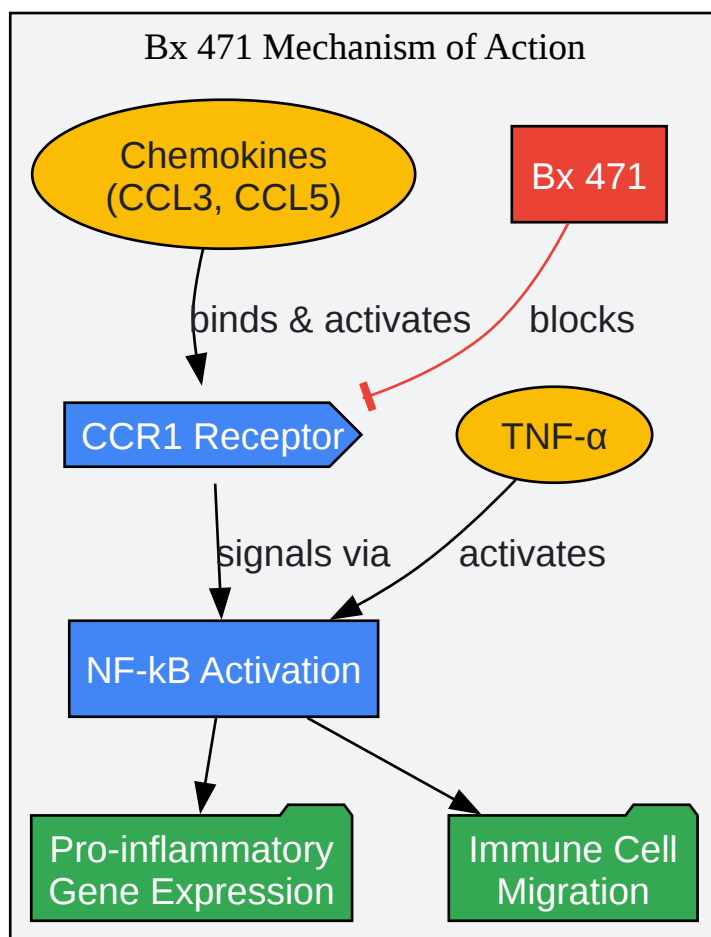 Bx 471 Mechanism of Action
Chemokines
(CCL3, CCL5)
Bx 471
binds & activates
blocks
CCR1 Receptor
TNF-α
signals via
activates
NF-kB Activation
Pro-inflammatory
Gene Expression
Immune Cell
Migration